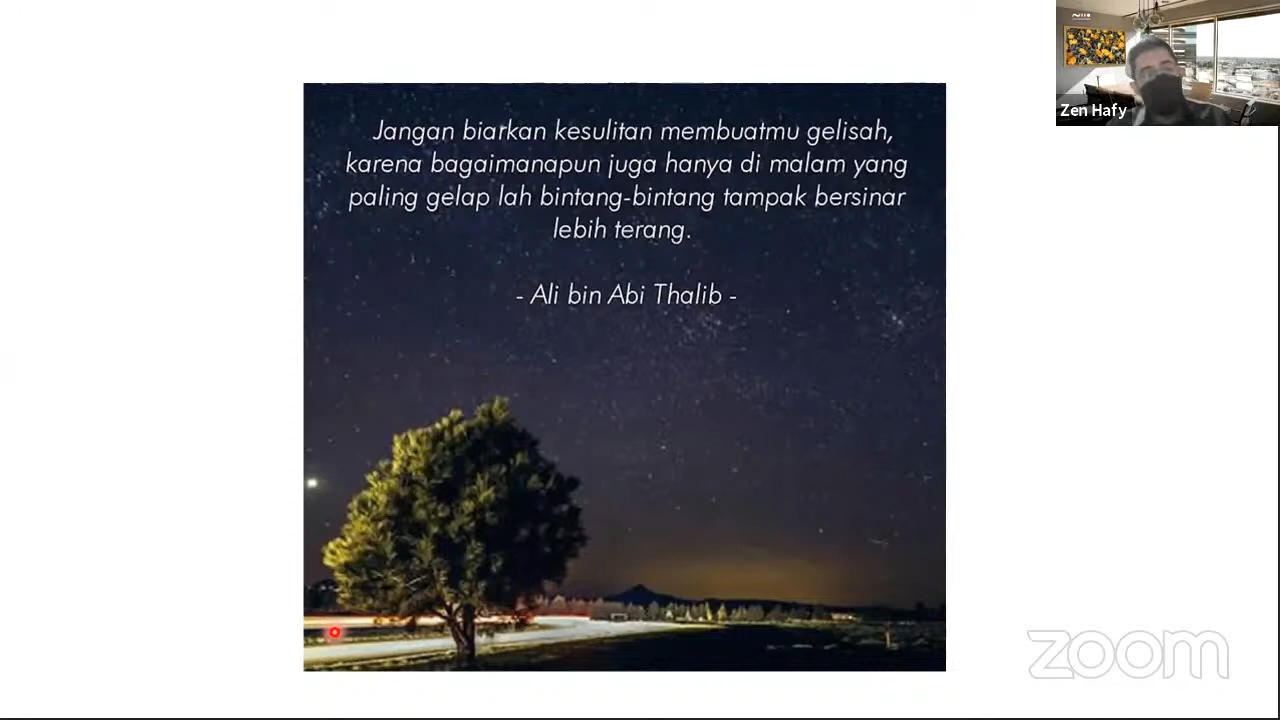 Jangan biarkan kesulitan membuatmu gelisah,
karena bagaimanapun juga hanya di malam yang
paling gelap lah bintang-bintang tampak bersinar
lebih terang.
- Ali bin Abi Thalib -
Zen Hafy
zoom